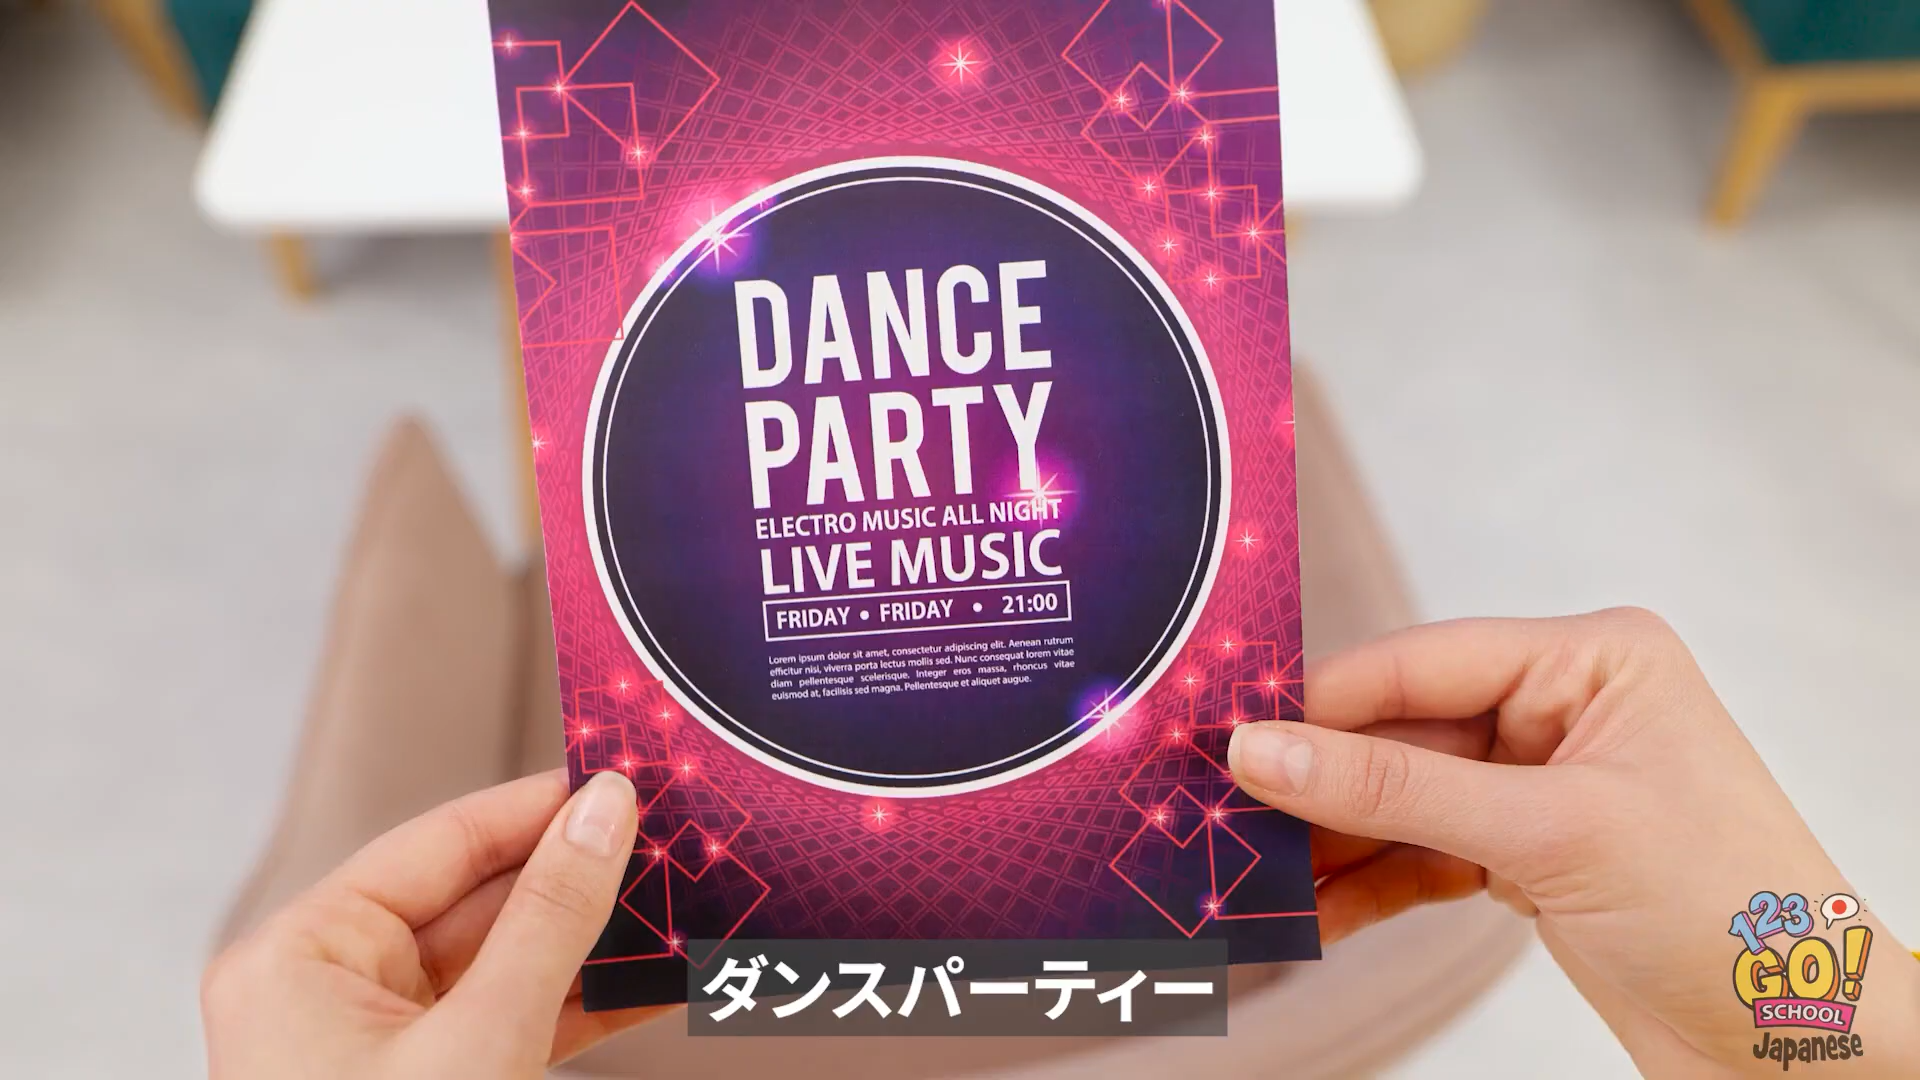 DANCE
PARTY
ELECTRO MUSIC ALL NIGHT
LIVE MUSIC
FRIDAY • FRIDAY • 21:00
Lorem ipsum dolor sit amet, consectetur adipiscing elit. Aenean rutrum
efficitur nisi, viverra porta lectus mollis sed. Nunc consequat lorem vitae
diam pellentesque scelerisque. Integer eros massa, rhoncus vitae
euismod at, facilisis sed magna. Pellentesque et aliquet augue.
ダンスパーティー
123
GO!
SCHOOL
Japanese